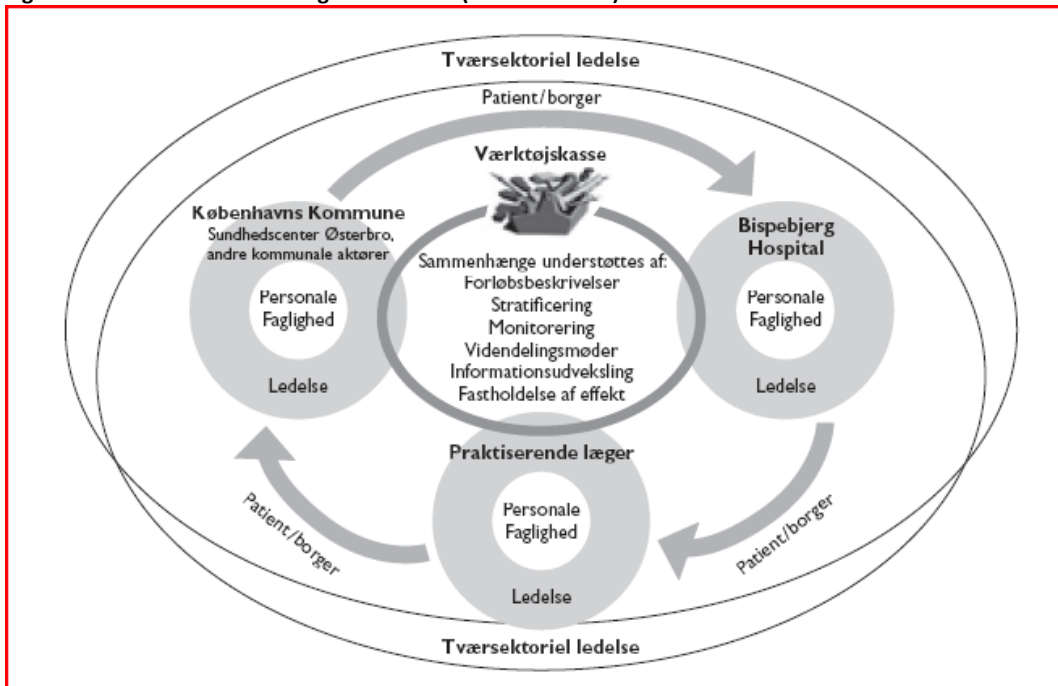 Tværsektoriel ledelse
Patient/borger
Værktøjskasse
Københavns Kommune
Sundhedscenter Østerbro,
andre kommunale aktører
Personale
Faglighed
Ledelse
Sammenhænge understøttes af:
Forløbsbeskrivelser
Stratificering
Monitorering
Videndelingsmøder
Informationsudveksling
Fastholdelse af effekt
Bispebjerg
Hospital
Personale
Faglighed
Ledelse
Praktiserende læger
Personale
Faglighed
Ledelse
Patient/borger
Patient/borger
Tværsektoriel ledelse